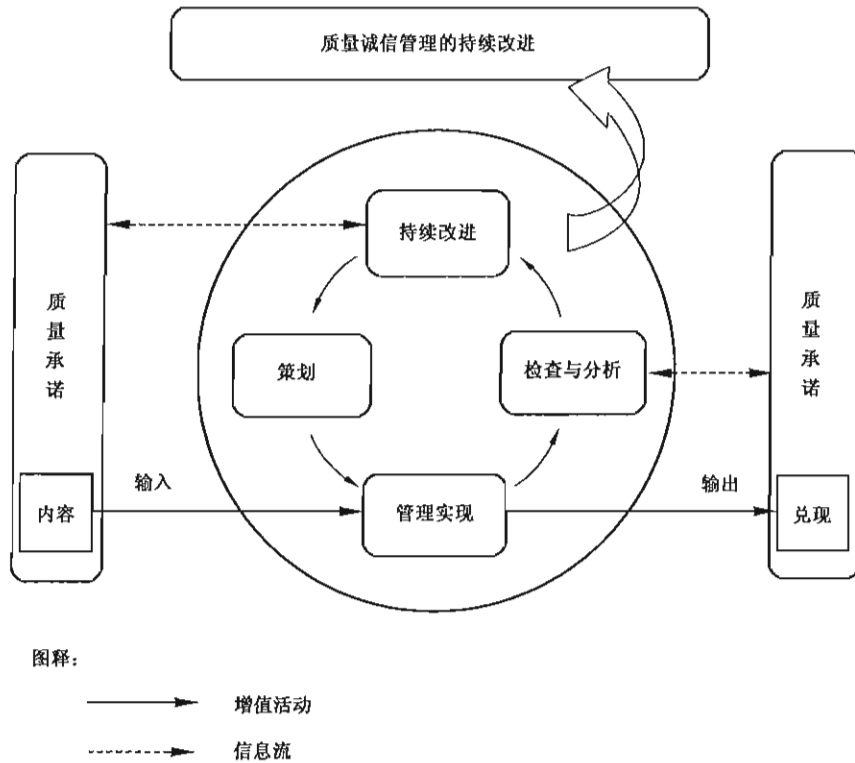 质量诚信管理的持续改进
持续改进
质量承诺
质量承诺
策划
检查与分析
输入
输出
内容
管理实现
兑现
图释：
增值活动
信息流